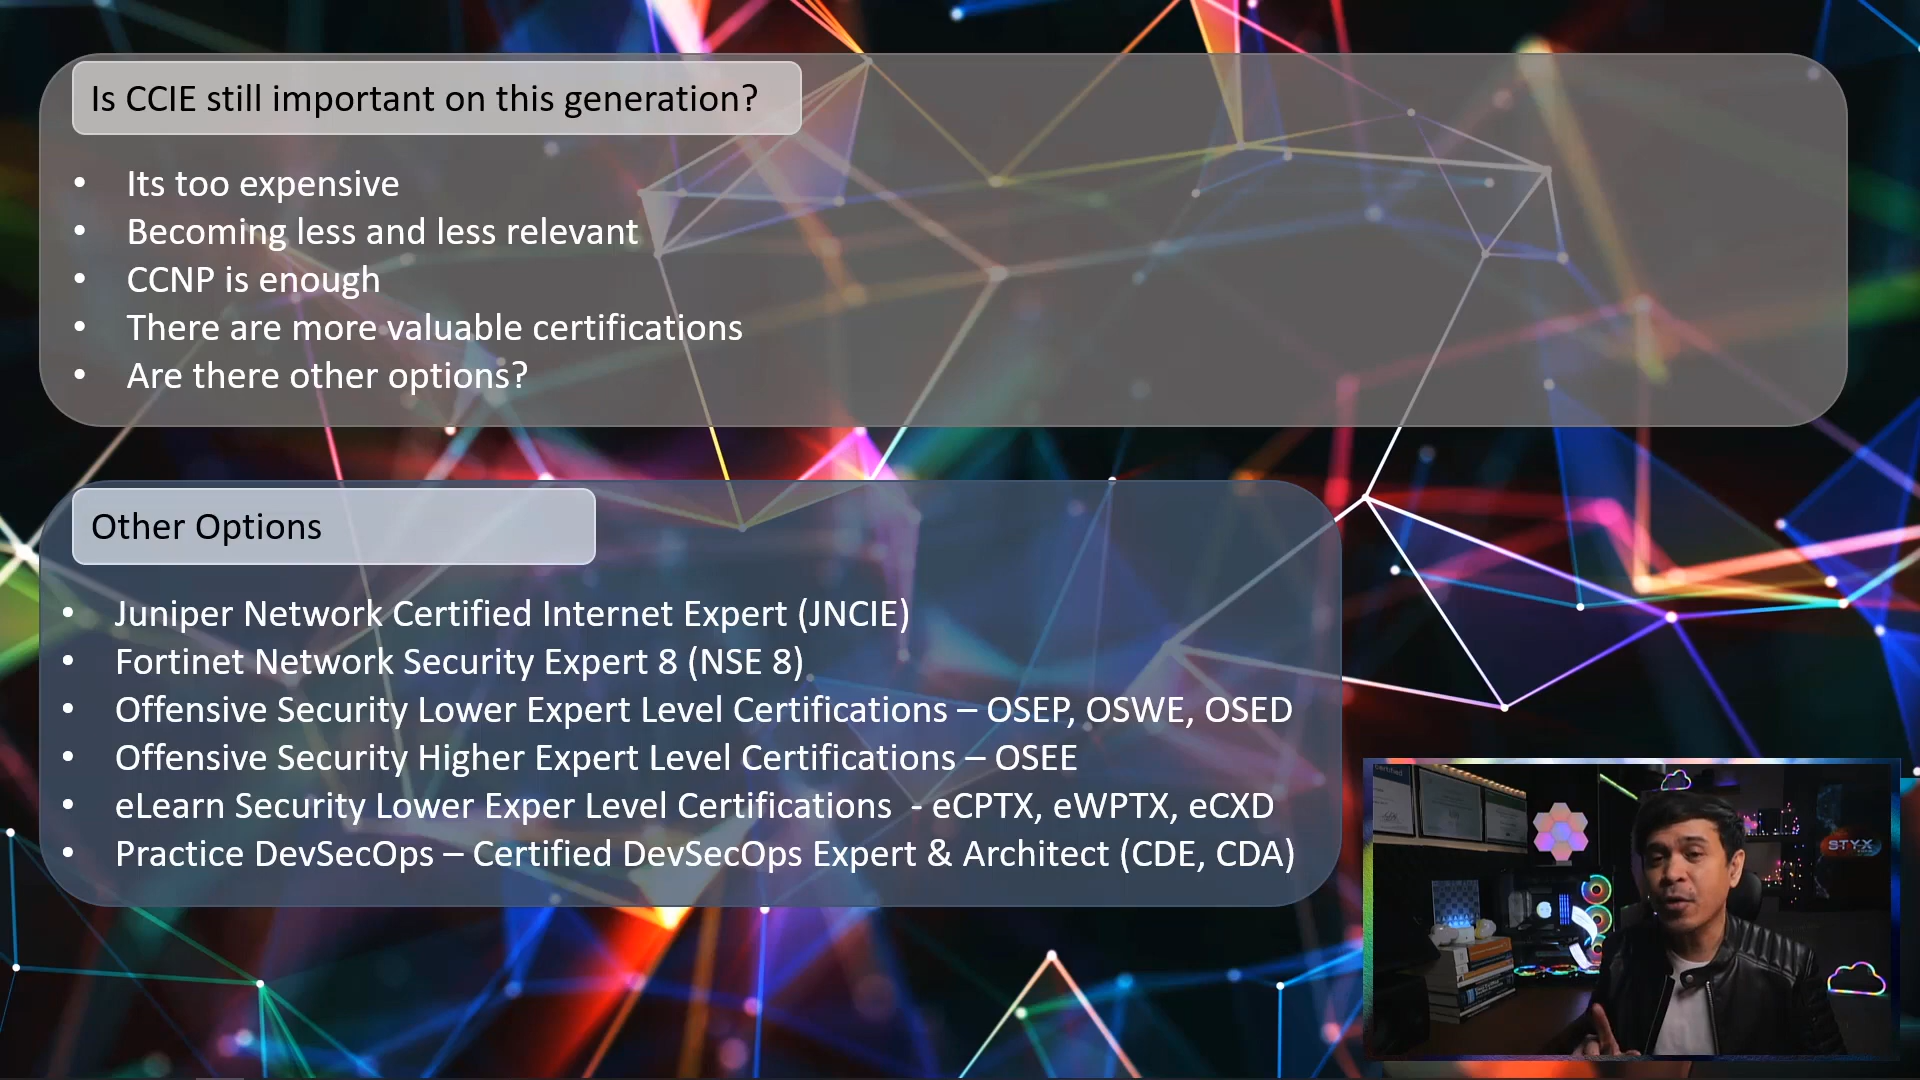 Is CCIE still important on this generation?
• Its too expensive
• Becoming less and less relevant
• CCNP is enough
• There are more valuable certifications
• Are there other options?
Other Options
• Juniper Network Certified Internet Expert (JNCIE)
• Fortinet Network Security Expert 8 (NSE 8)
• Offensive Security Lower Expert Level Certifications – OSEP, OSWE, OSED
• Offensive Security Higher Expert Level Certifications – OSEE
• eLearn Security Lower Exper Level Certifications  - eCPTX, eWPTX, eCXD
• Practice DevSecOps – Certified DevSecOps Expert & Architect (CDE, CDA)
STYX